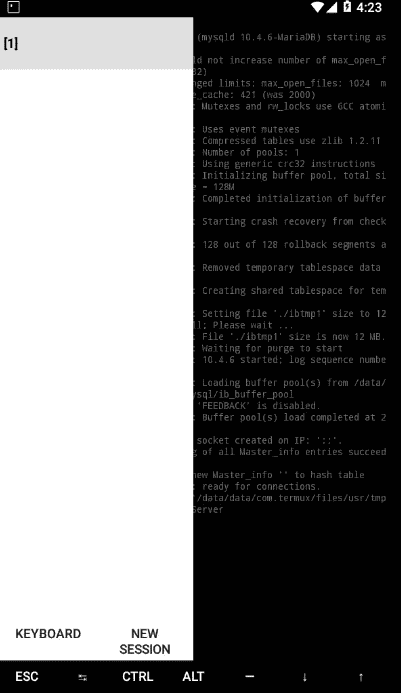 4:23
[1]
(mysqld 10.4.6-MariaDB) starting as
ld not increase number of max_open_f
32)
nged limits: max_open_files: 1024 m
e_cache: 421 (was 2000)
: Mutexes and rw_locks use GCC atomi
: Uses event mutexes
: Compressed tables use zlib 1.2.11
: Number of pools: 1
: Using generic crc32 instructions
: Initializing buffer pool, total si
e = 128M
: Completed initialization of buffer
: Starting crash recovery from check
: 128 out of 128 rollback segments a
: Removed temporary tablespace data
: Creating shared tablespace for tem
: Setting file './ibtmp1' size to 12
ll; Please wait ...
: File './ibtmp1' size is now 12 MB.
: Waiting for purge to start
: 10.4.6 started; log sequence numbe
: Loading buffer pool(s) from /data/
ysql/ib_buffer_pool
'FEEDBACK' is disabled.
: Buffer pool(s) load completed at 2
socket created on IP: '::'.
g of all Master_info entries succeed
new Master_info '' to hash table
: ready for connections.
'/data/data/com.termux/files/usr/tmp
Server
KEYBOARD
NEW
SESSION
ESC ↹ CTRL ALT — ↓ ↑